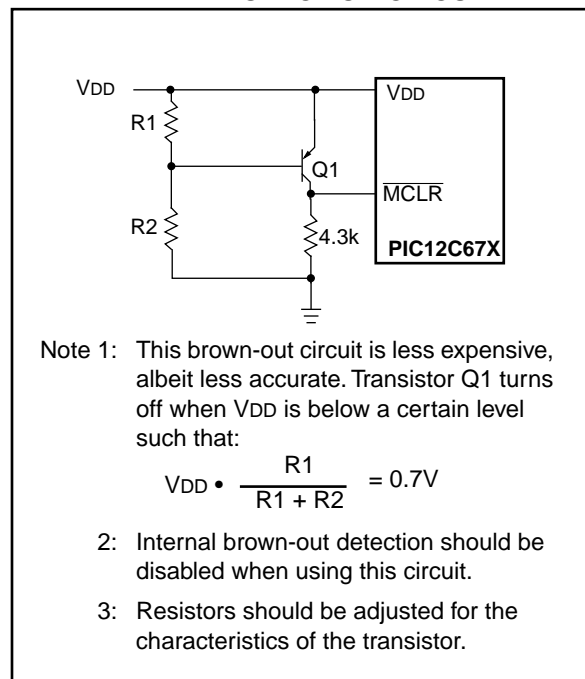 VDD
VDD
R1
Q1
MCLR
R2
4.3k
PIC12C67X
Note 1: This brown-out circuit is less expensive,
albeit less accurate. Transistor Q1 turns
off when VDD is below a certain level
such that:
VDD • R1 / R1 + R2 = 0.7V
2: Internal brown-out detection should be
disabled when using this circuit.
3: Resistors should be adjusted for the
characteristics of the transistor.